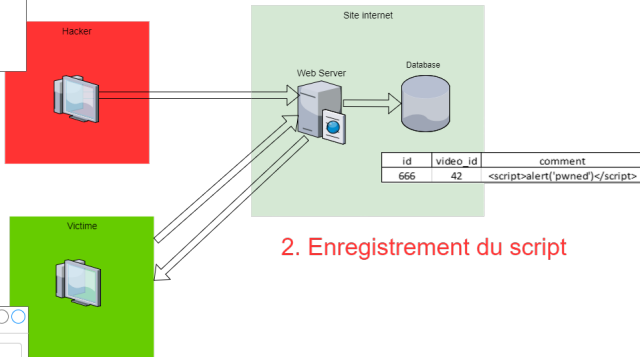 Site internet
Hacker
Web Server
Database
id video_id comment
666 42 <script>alert('pwned')</script>
Victime
2. Enregistrement du script